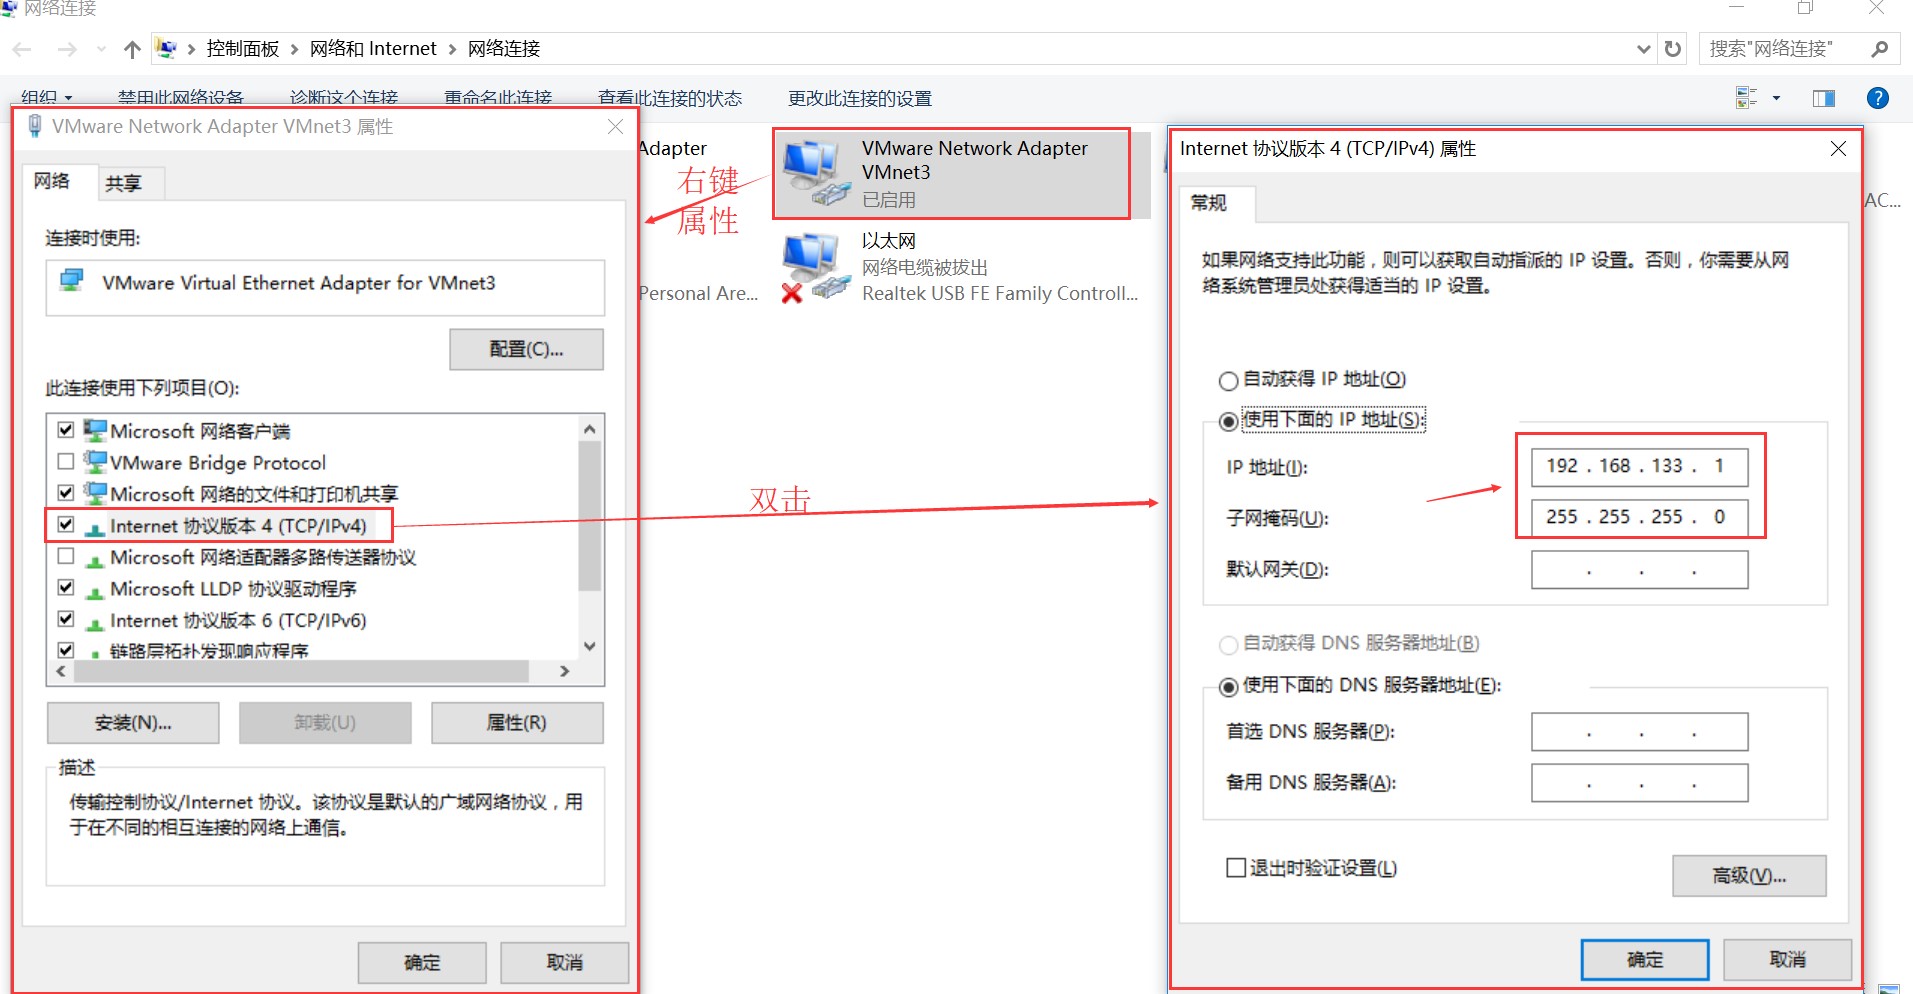 网络连接
控制面板 > 网络和 Internet > 网络连接
搜索"网络连接"
组织
禁用此网络设备
诊断这个连接
重命名此连接
查看此连接的状态
更改此连接的设置
VMware Network Adapter VMnet3 属性
网络
共享
连接时使用:
VMware Virtual Ethernet Adapter for VMnet3
配置(C)...
此连接使用下列项目(O):
Microsoft 网络客户端
VMware Bridge Protocol
Microsoft 网络的文件和打印机共享
Internet 协议版本 4 (TCP/IPv4)
Microsoft 网络适配器多路传送器协议
Microsoft LLDP 协议驱动程序
Internet 协议版本 6 (TCP/IPv6)
链路层拓扑发现响应程序
安装(N)...
卸载(U)
属性(R)
描述
传输控制协议/Internet 协议。该协议是默认的广域网络协议，用
于在不同的相互连接的网络上通信。
确定
取消
Adapter
Personal Are...
右键
属性
VMware Network Adapter
VMnet3
已启用
以太网
网络电缆被拔出
Realtek USB FE Family Controll...
双击
AC...
Internet 协议版本 4 (TCP/IPv4) 属性
常规
如果网络支持此功能，则可以获取自动指派的 IP 设置。否则，你需要从网
络系统管理员处获得适当的 IP 设置。
自动获得 IP 地址(O)
使用下面的 IP 地址(S):
IP 地址(I):
192 . 168 . 133 . 1
子网掩码(U):
255 . 255 . 255 . 0
默认网关(D):
. . .
自动获得 DNS 服务器地址(B)
使用下面的 DNS 服务器地址(E):
首选 DNS 服务器(P):
. . .
备用 DNS 服务器(A):
. . .
退出时验证设置(L)
高级(V)...
确定
取消